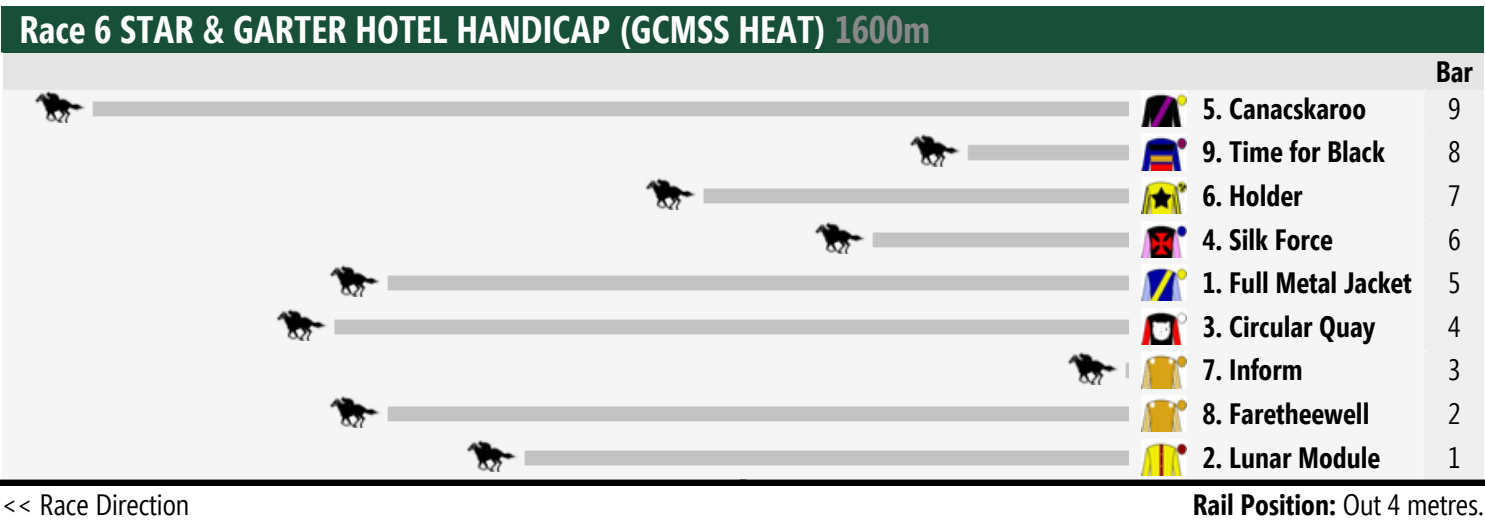 Race 6 STAR & GARTER HOTEL HANDICAP (GCMSS HEAT) 1600m
Bar
5. Canacskaroo 9
9. Time for Black 8
6. Holder 7
4. Silk Force 6
1. Full Metal Jacket 5
3. Circular Quay 4
7. Inform 3
8. Faretheewell 2
2. Lunar Module 1
<< Race Direction Rail Position: Out 4 metres.